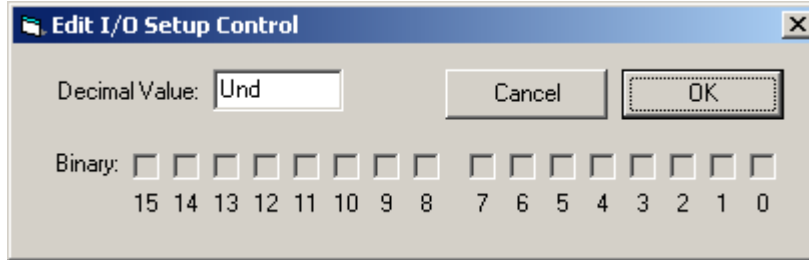 Edit I/O Setup Control
Decimal Value: Und Cancel OK
Binary:
15 14 13 12 11 10 9 8 7 6 5 4 3 2 1 0